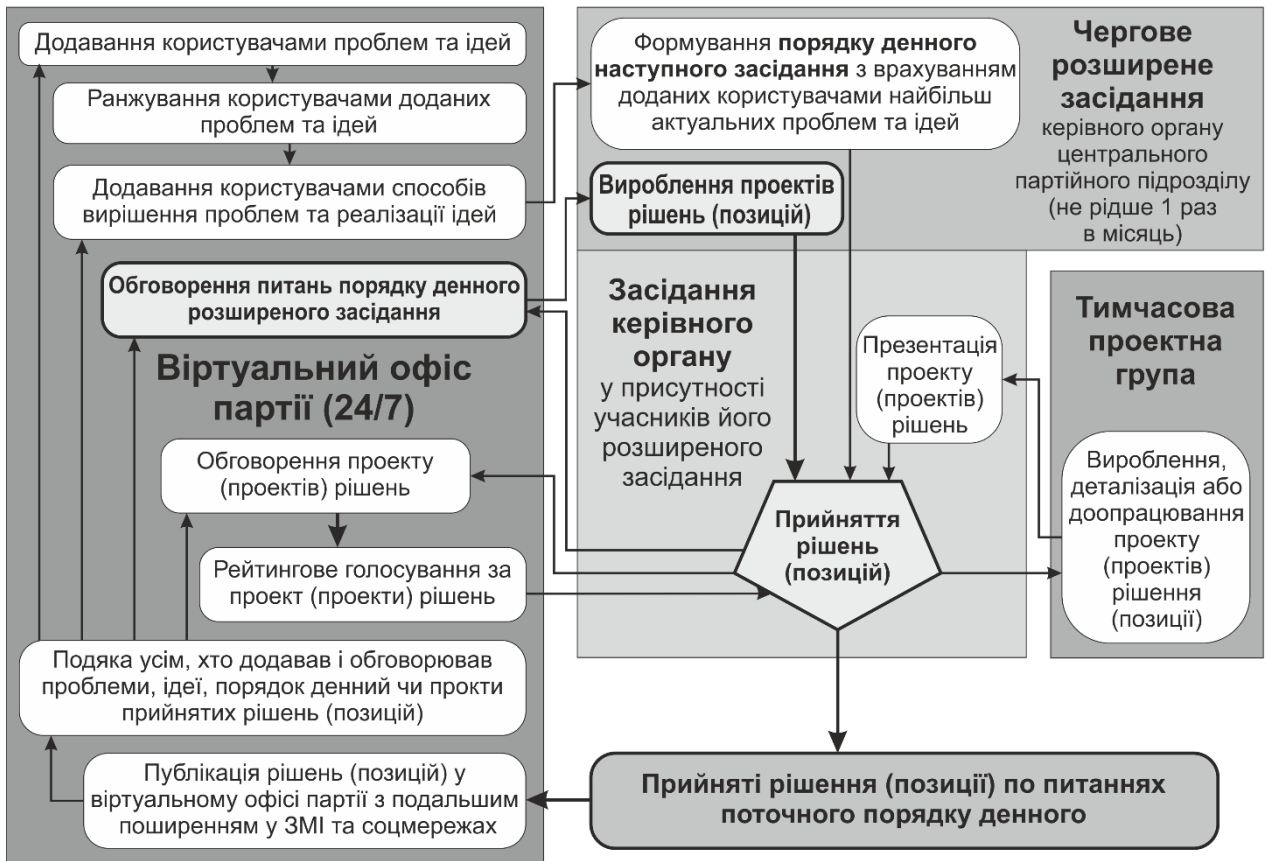 Додавання користувачами проблем та ідей
Ранжування користувачами доданих
проблем та ідей
Додавання користувачами способів
вирішення проблем та реалізації ідей
Обговорення питань порядку денного
розширеного засідання
Віртуальний офіс
партії (24/7)
Обговорення проекту
(проектів) рішень
Рейтингове голосування за
проект (проекти) рішень
Подяка усім, хто додавав і обговорював
проблеми, ідеї, порядок денний чи прокти
прийнятих рішень (позицій)
Публікація рішень (позицій) у
віртуальному офісі партії з подальшим
поширенням у ЗМІ та соцмережах
Формування порядку денного
наступного засідання з врахуванням
доданих користувачами найбільш
актуальних проблем та ідей
Чергове
розширене
засідання
керівного органу
центрального
партійного підрозділу
(не рідше 1 раз
в місяць)
Вироблення проектів
рішень (позицій)
Засідання
керівного
органу
у присутності
учасників його
розширеного
засідання
Презентація
проекту
(проектів)
рішень
Тимчасова
проектна
група
Вироблення,
деталізація або
доопрацювання
проекту
(проектів)
рішення
(позиції)
Прийняття
рішень
(позицій)
Прийняті рішення (позиції) по питаннях
поточного порядку денного